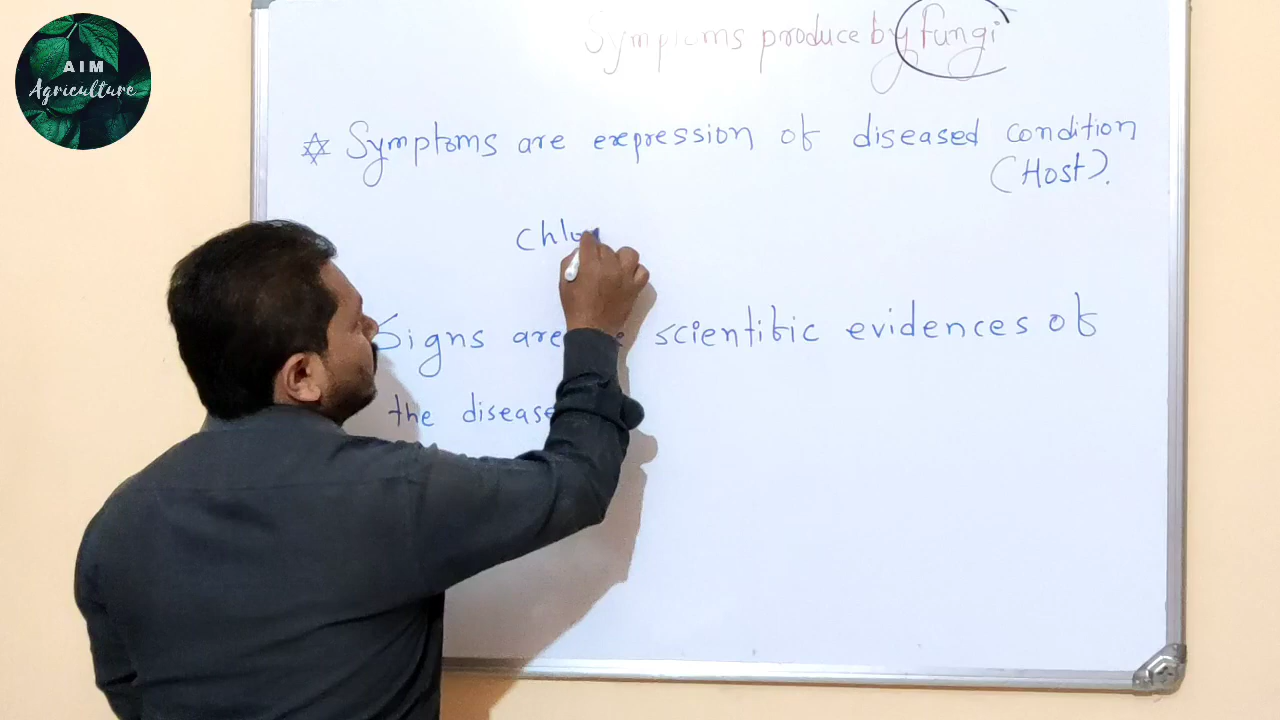 AIM
Agriculture
Symptoms produce by fungi
☆ Symptoms are expression of diseased condition
(Host).
Chlo
Signs are scientific evidences of
the disease